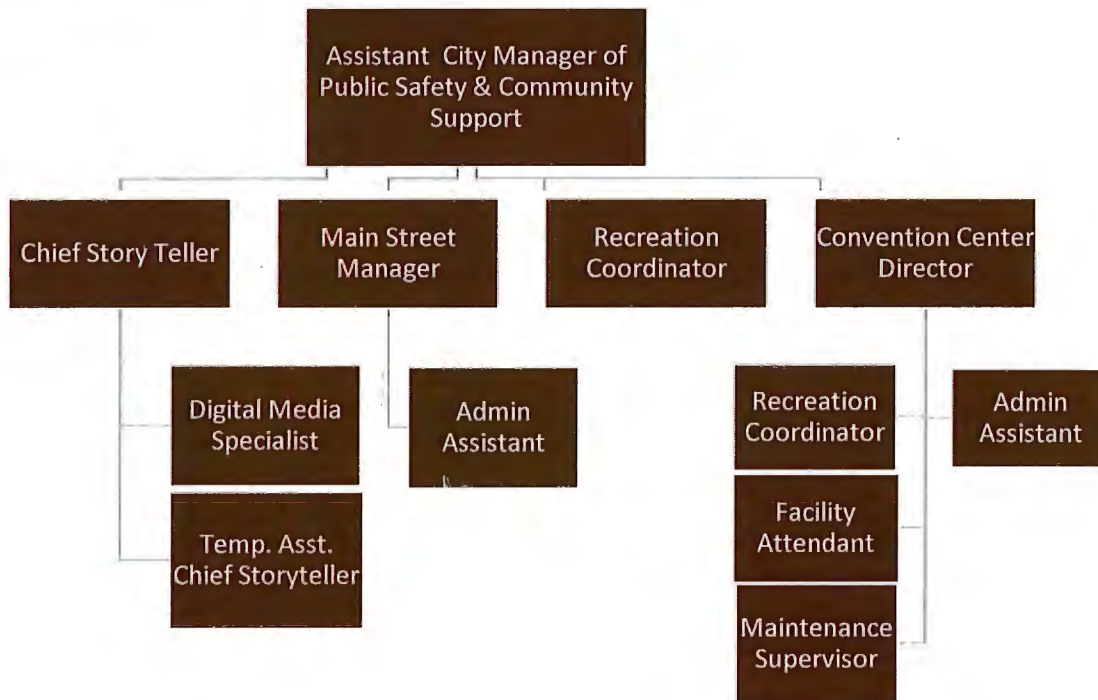 Assistant City Manager of
Public Safety & Community
Support
Chief Story Teller
Main Street
Manager
Recreation
Coordinator
Convention Center
Director
Digital Media
Specialist
Temp. Asst.
Chief Storyteller
Admin
Assistant
Recreation
Coordinator
Facility
Attendant
Maintenance
Supervisor
Admin
Assistant